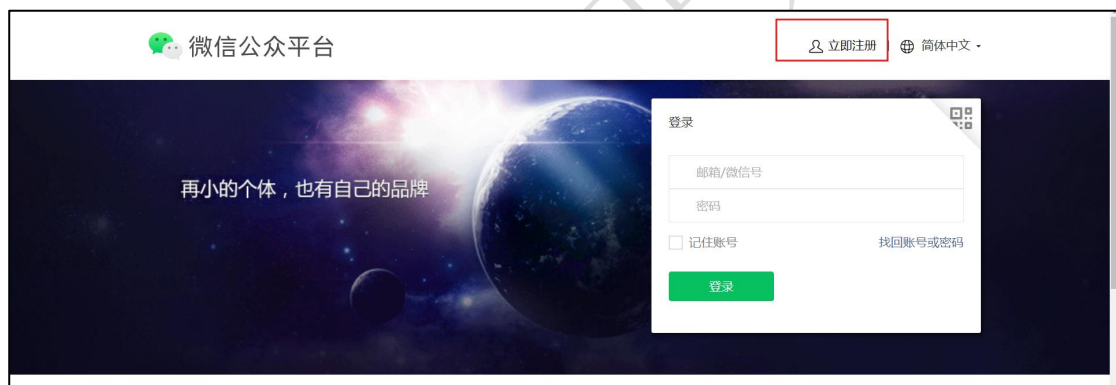 微信公众平台
立即注册
简体中文
登录
再小的个体，也有自己的品牌
邮箱/微信号
密码
记住账号
找回账号或密码
登录